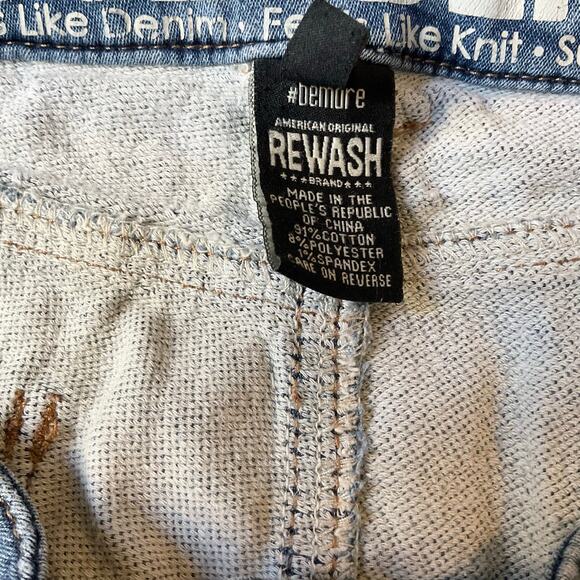 s Like Denim • Fe Like Knit • S
#bemore
AMERICAN ORIGINAL
REWASH
★★★BRAND★★★
MADE IN THE
PEOPLE'S REPUBLIC
OF CHINA
91%COTTON
8%POLYESTER
1%SPANDEX
CARE ON REVERSE